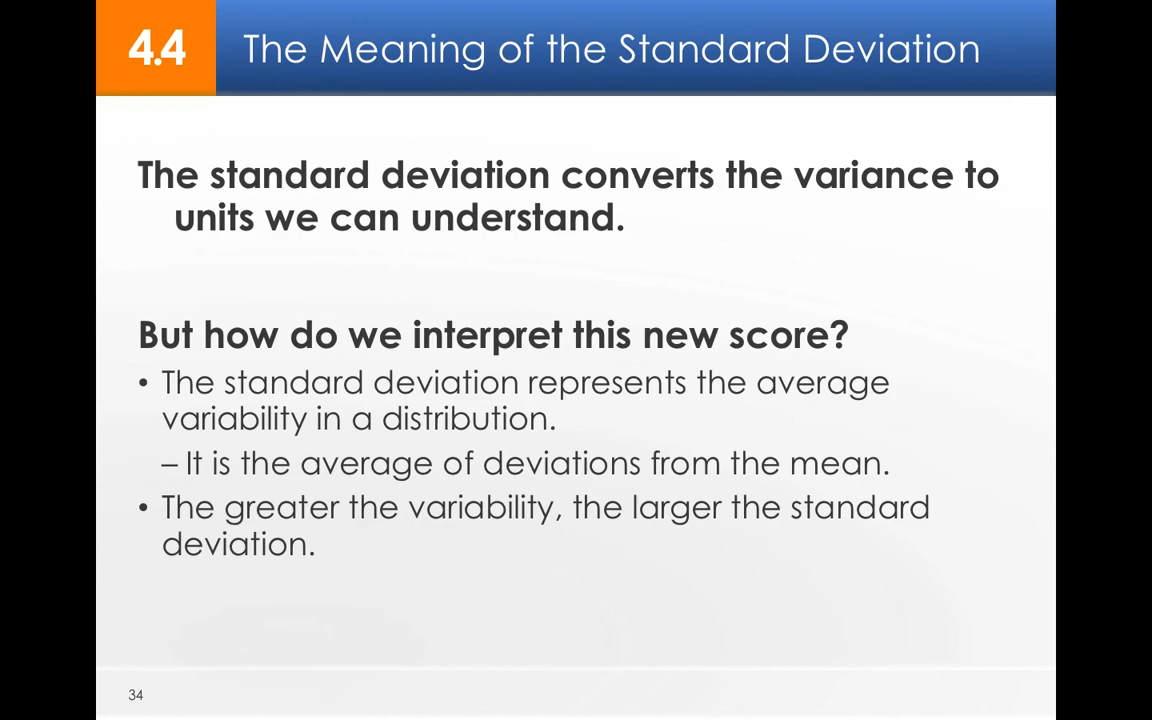 4.4 The Meaning of the Standard Deviation
The standard deviation converts the variance to
units we can understand.
But how do we interpret this new score?
• The standard deviation represents the average
variability in a distribution.
– It is the average of deviations from the mean.
• The greater the variability, the larger the standard
deviation.
34